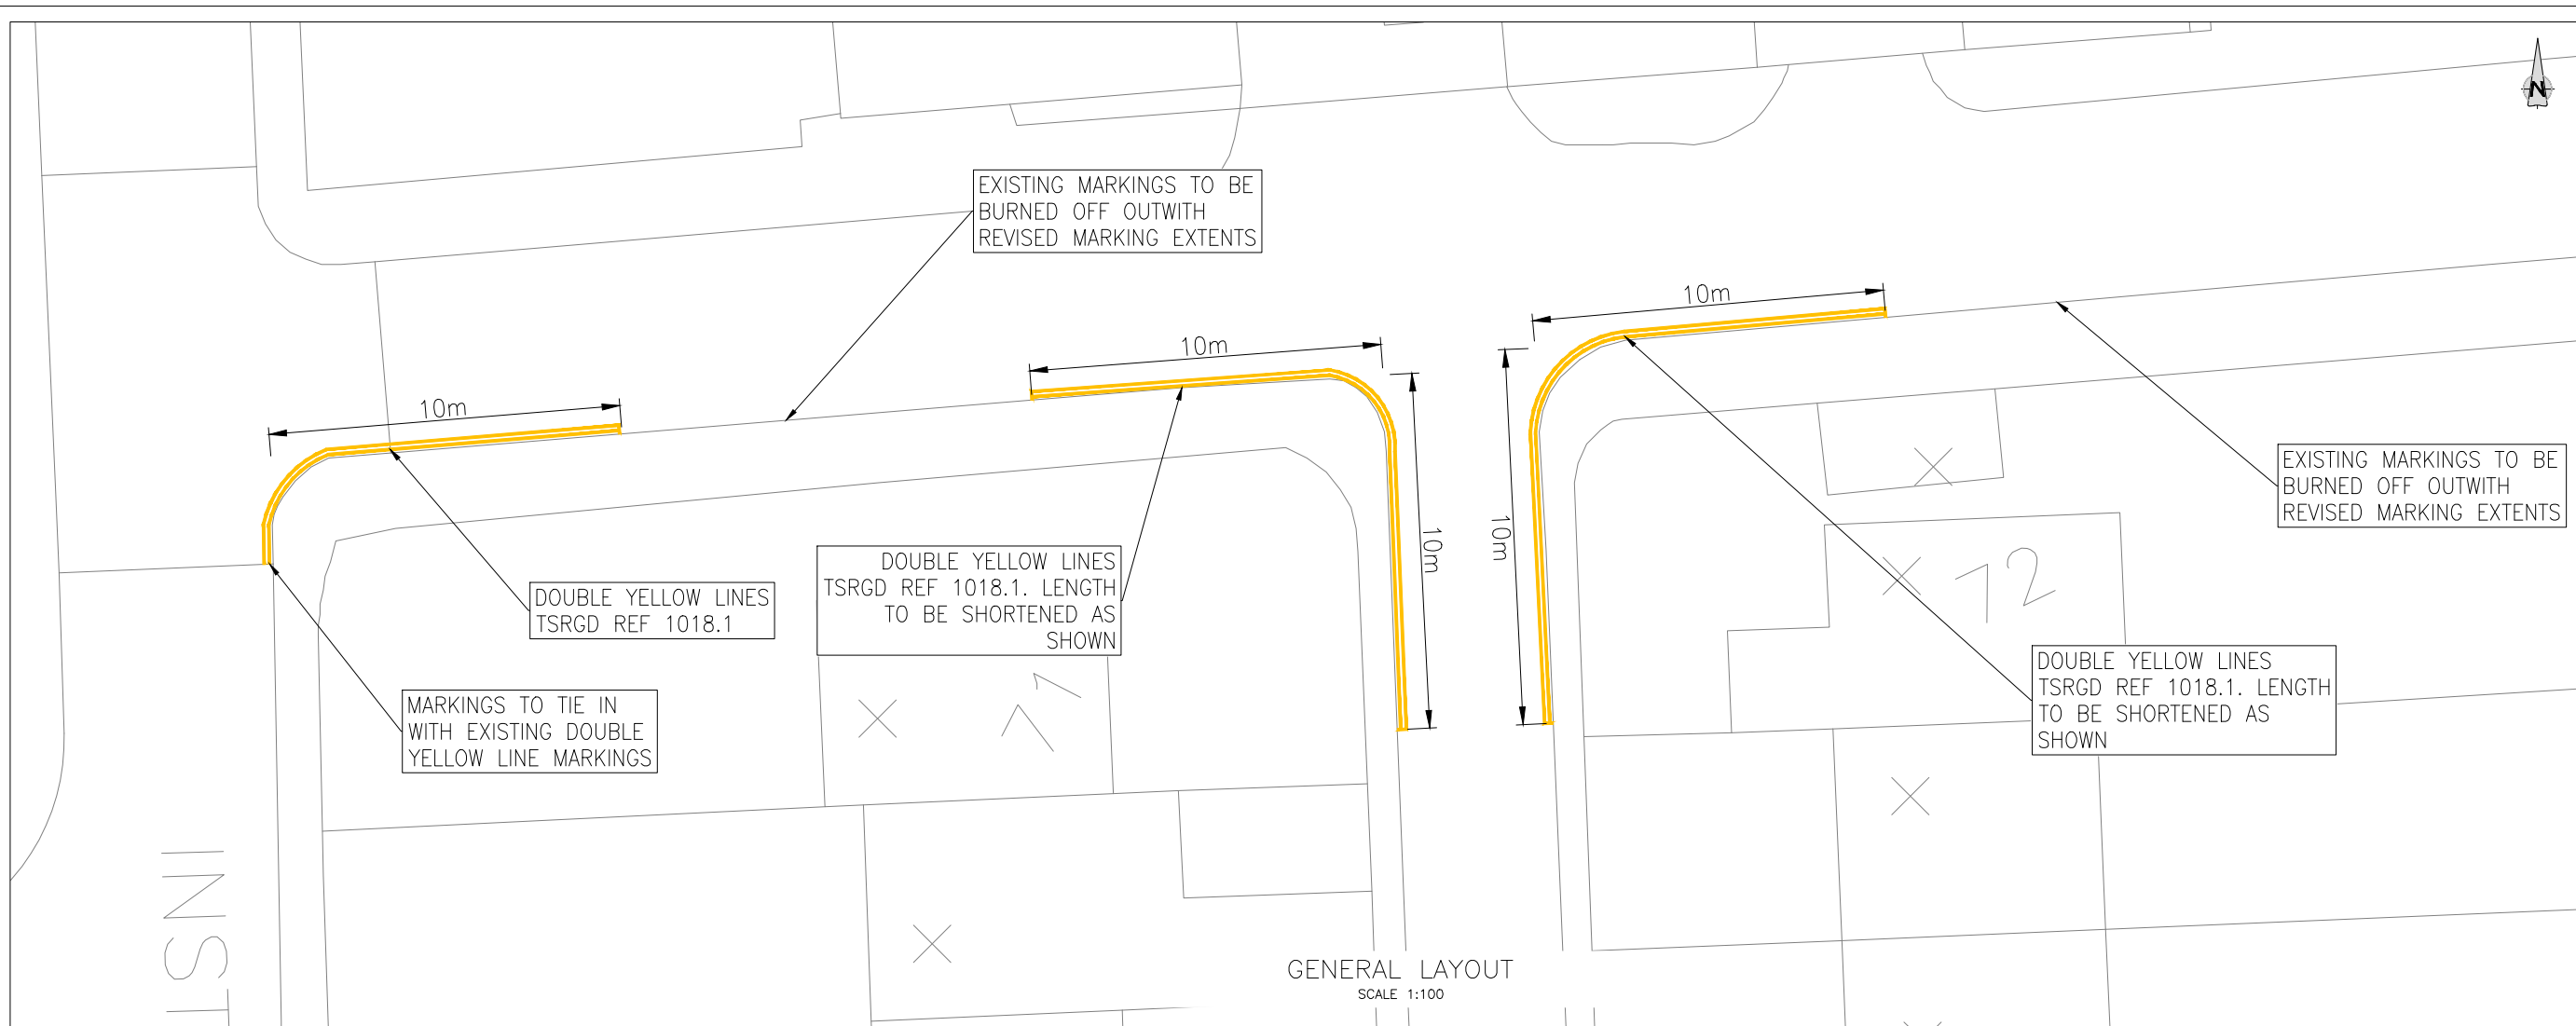 N
EXISTING MARKINGS TO BE
BURNED OFF OUTWITH
REVISED MARKING EXTENTS
10m
10m
10m
10m
10m
EXISTING MARKINGS TO BE
BURNED OFF OUTWITH
REVISED MARKING EXTENTS
DOUBLE YELLOW LINES
TSRGD REF 1018.1
DOUBLE YELLOW LINES
TSRGD REF 1018.1. LENGTH
TO BE SHORTENED AS
SHOWN
72
DOUBLE YELLOW LINES
TSRGD REF 1018.1. LENGTH
TO BE SHORTENED AS
SHOWN
MARKINGS TO TIE IN
WITH EXISTING DOUBLE
YELLOW LINE MARKINGS
GENERAL LAYOUT
SCALE 1:100